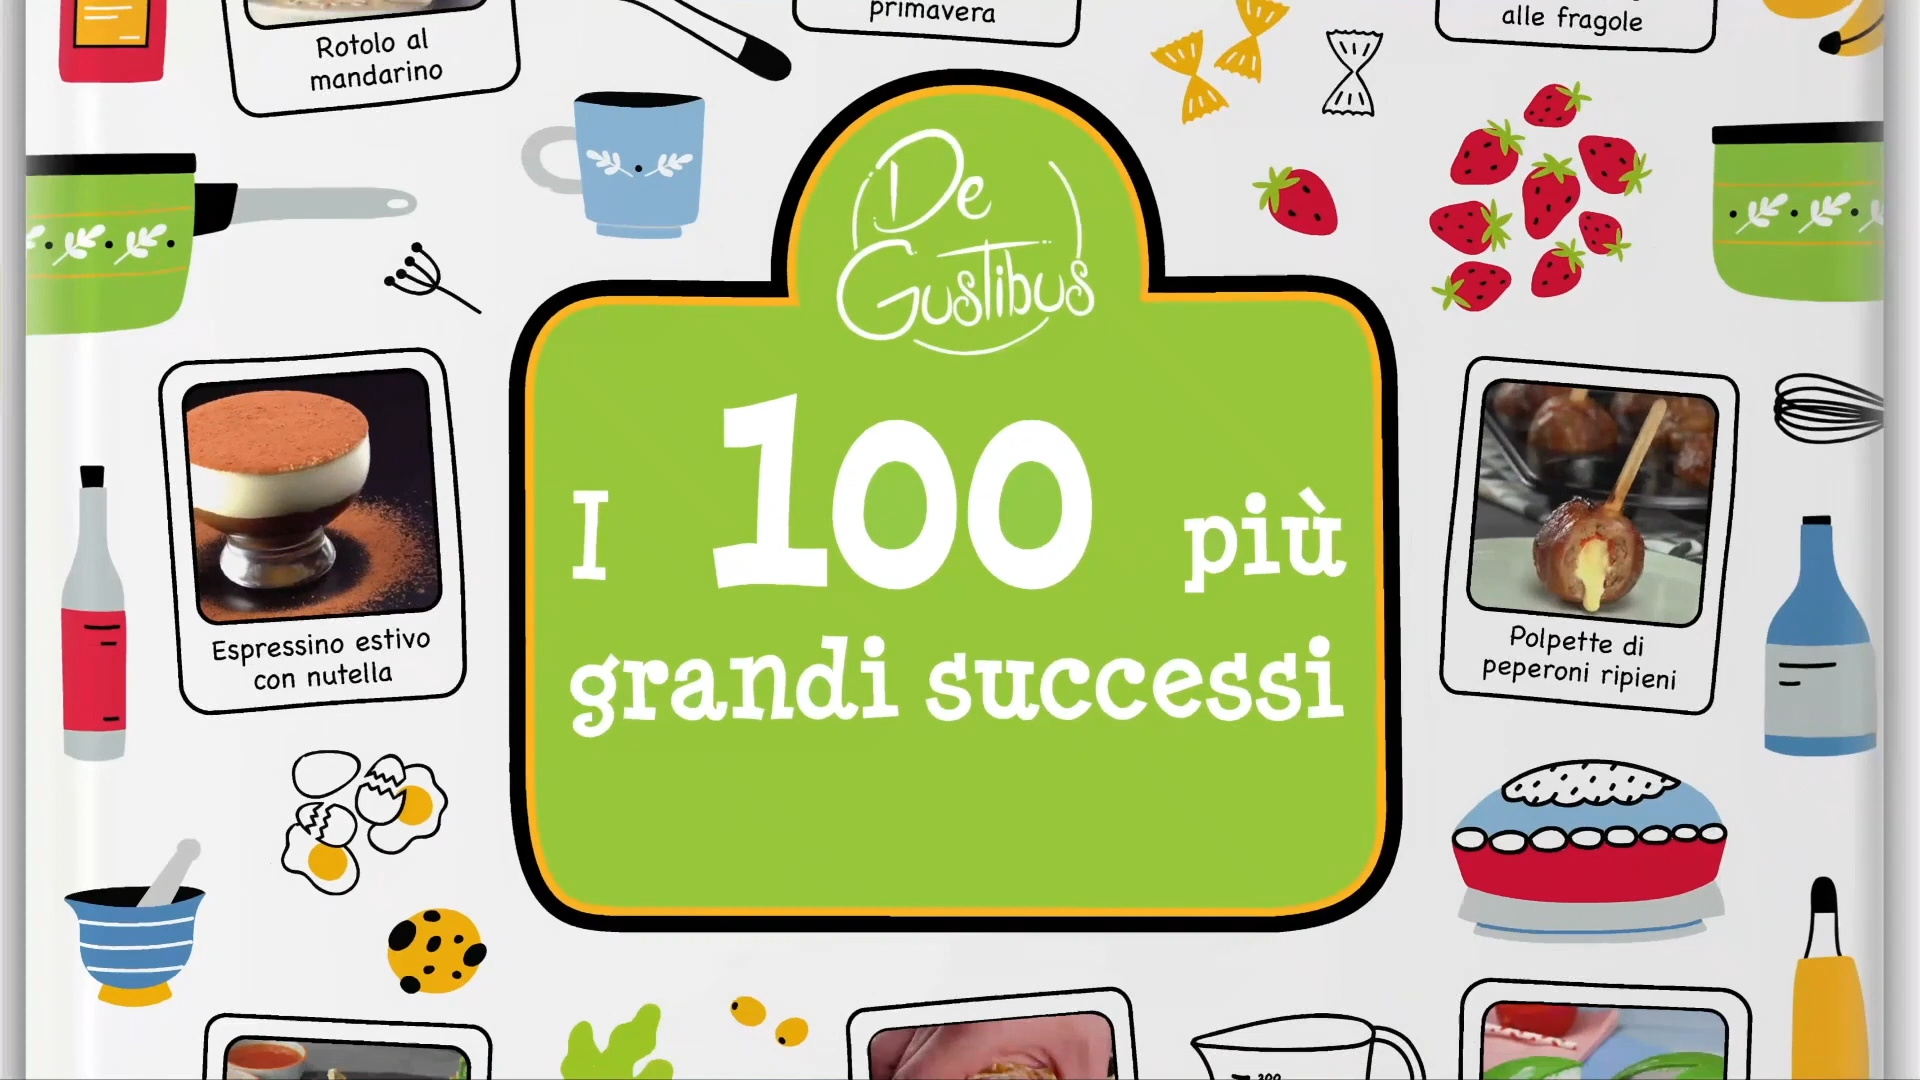 Rotolo al
mandarino
primavera
alle fragole
De
Gustibus
I 100 più
grandi successi
Espressino estivo
con nutella
Polpette di
peperoni ripieni
300